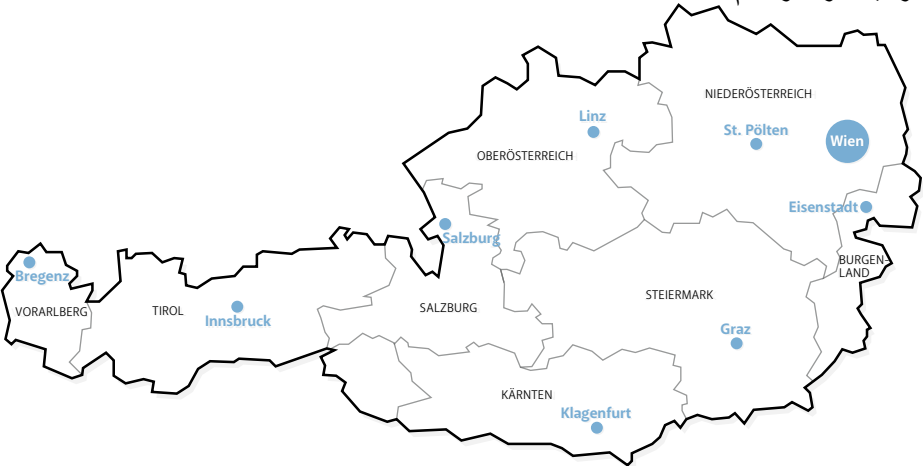 NIEDERÖSTERREICH
Linz
St. Pölten
Wien
OBERÖSTERREICH
Eisenstadt
Salzburg
BURGEN-
LAND
Bregenz
VORARLBERG
TIROL
Innsbruck
SALZBURG
STEIERMARK
Graz
KÄRNTEN
Klagenfurt